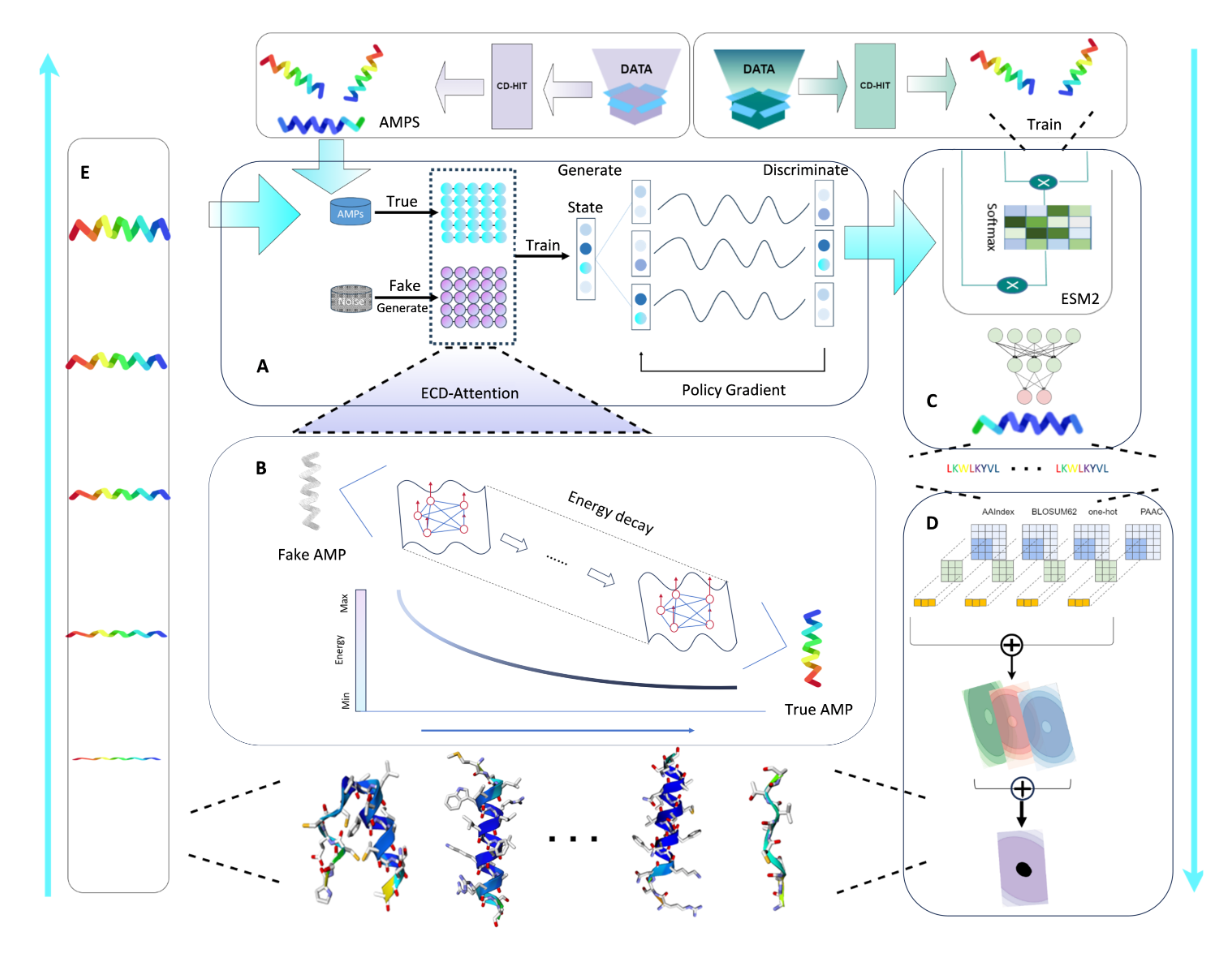 DATA
CD-HIT
AMPS
DATA
CD-HIT
Train
E
Generate
Discriminate
AMPs
True
State
Train
Noise
Fake
Generate
A
ECD-Attention
Policy Gradient
Softmax
ESM2
C
LKWLKYVL
LKWLKYVL
B
Fake AMP
Energy decay
Max
Energy
Min
True AMP
D
AAIndex
BLOSUM62
one-hot
PAAC